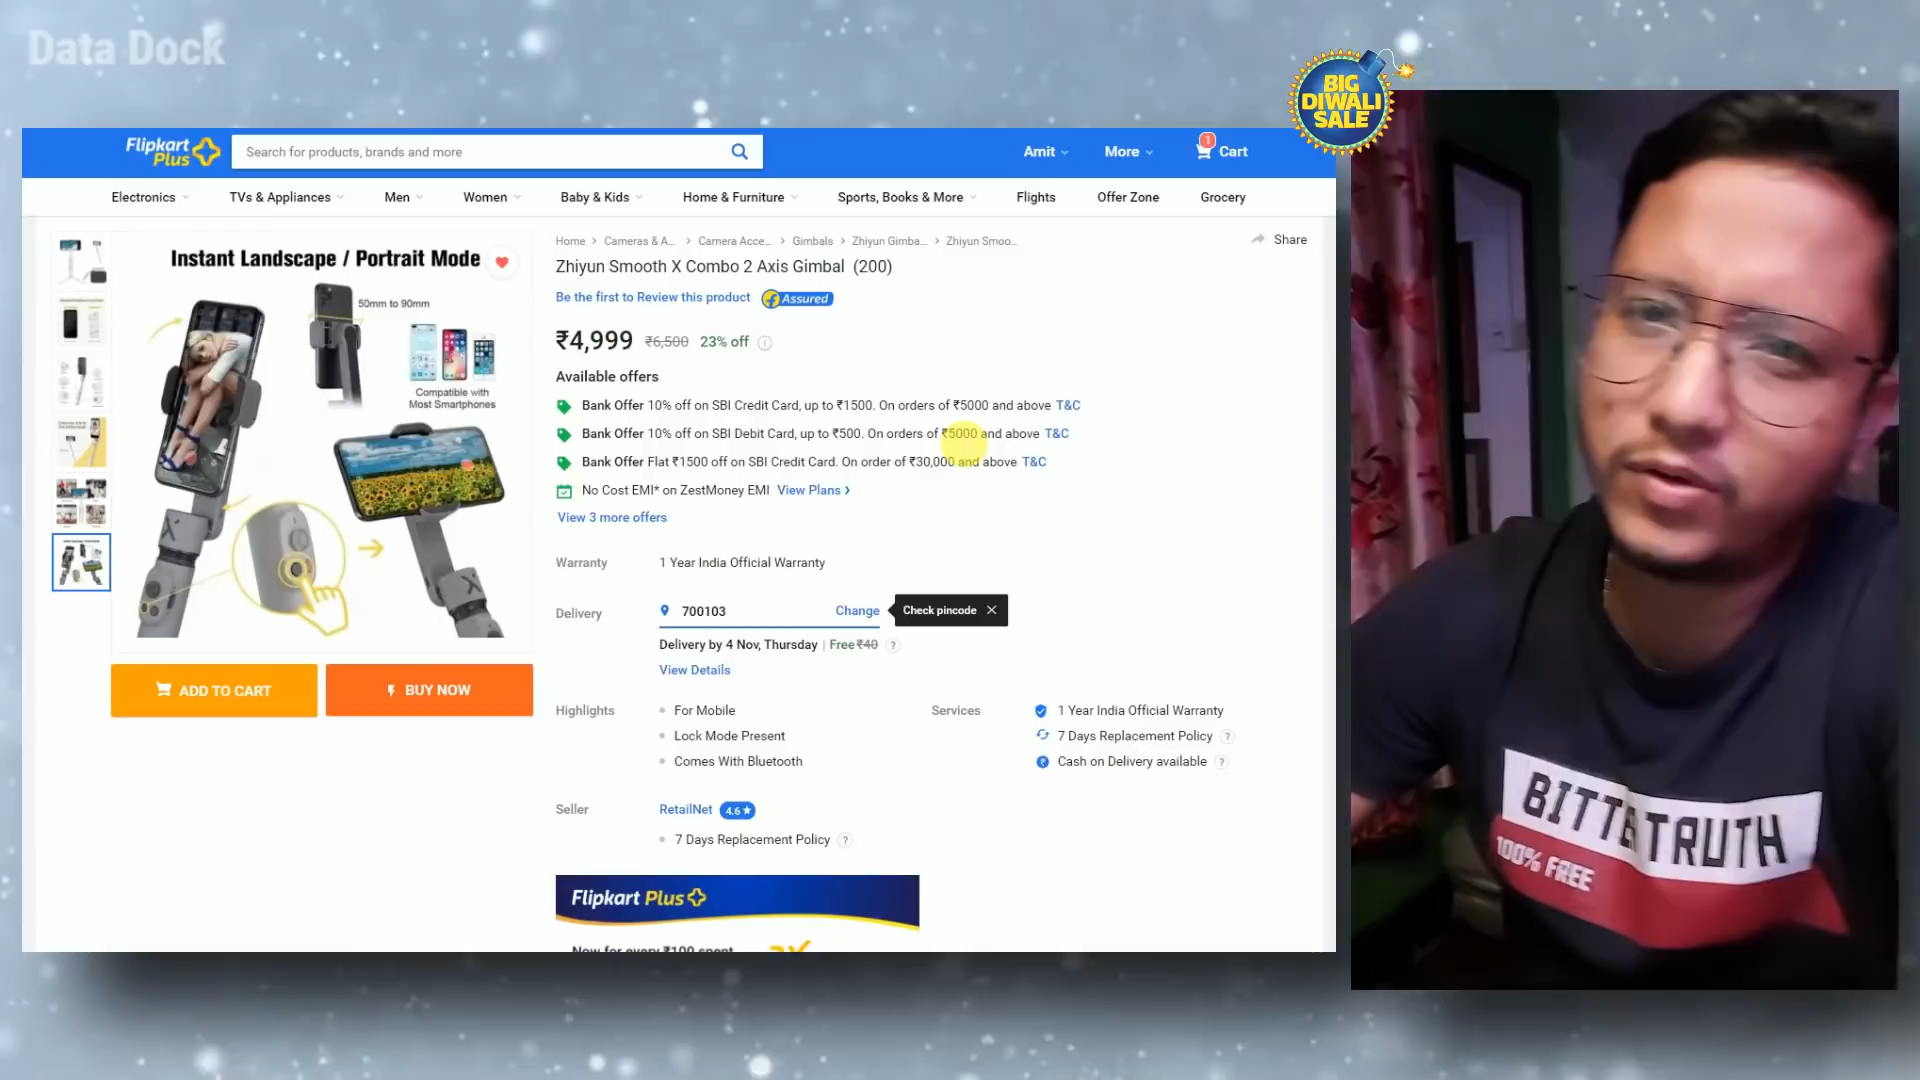 Data Dock
BIG
DIWALI
SALE
Flipkart
Plus
Search for products, brands and more
Amit
More
1
Cart
Electronics
TVs & Appliances
Men
Women
Baby & Kids
Home & Furniture
Sports, Books & More
Flights
Offer Zone
Grocery
Home > Cameras & A... > Camera Acce... > Gimbals > Zhiyun Gimba... > Zhiyun Smoo...
Share
Zhiyun Smooth X Combo 2 Axis Gimbal (200)
Be the first to Review this product
Assured
₹4,999 ₹6,500 23% off
Available offers
Bank Offer 10% off on SBI Credit Card, up to ₹1500. On orders of ₹5000 and above T&C
Bank Offer 10% off on SBI Debit Card, up to ₹500. On orders of ₹5000 and above T&C
Bank Offer Flat ₹1500 off on SBI Credit Card. On order of ₹30,000 and above T&C
No Cost EMI* on ZestMoney EMI View Plans >
View 3 more offers
Instant Landscape / Portrait Mode
50mm to 90mm
Compatible with
Most Smartphones
ADD TO CART
BUY NOW
Warranty
1 Year India Official Warranty
Delivery
700103
Change
Check pincode
Delivery by 4 Nov, Thursday | Free ₹40 ?
View Details
Highlights
For Mobile
Lock Mode Present
Comes With Bluetooth
Services
1 Year India Official Warranty
7 Days Replacement Policy ?
Cash on Delivery available ?
Seller
RetailNet 4.6★
7 Days Replacement Policy ?
Flipkart Plus
Now for every ₹100 spent
BITTE TRUTH
100% FREE